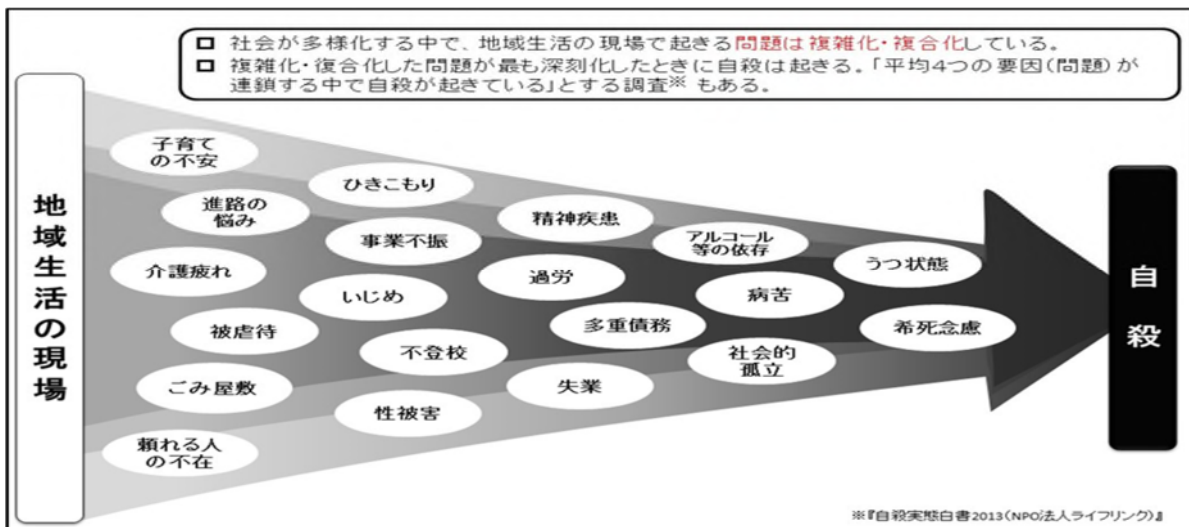 □ 社会が多様化する中で、地域生活の現場で起きる問題は複雑化・複合化している。
□ 複雑化・復合化した問題が最も深刻化したときに自殺は起きる。「平均4つの要因(問題)が
連鎖する中で自殺が起きている」とする調査※ もある。
地域生活の現場
子育て
の不安
進路の
悩み
介護疲れ
被虐待
ごみ屋敷
頼れる人
の不在
ひきこもり
事業不振
いじめ
不登校
性被害
精神疾患
過労
多重債務
失業
アルコール
等の依存
病苦
社会的
孤立
うつ状態
希死念慮
自殺
※『自殺実態白書2013(NPO法人ライフリンク)』